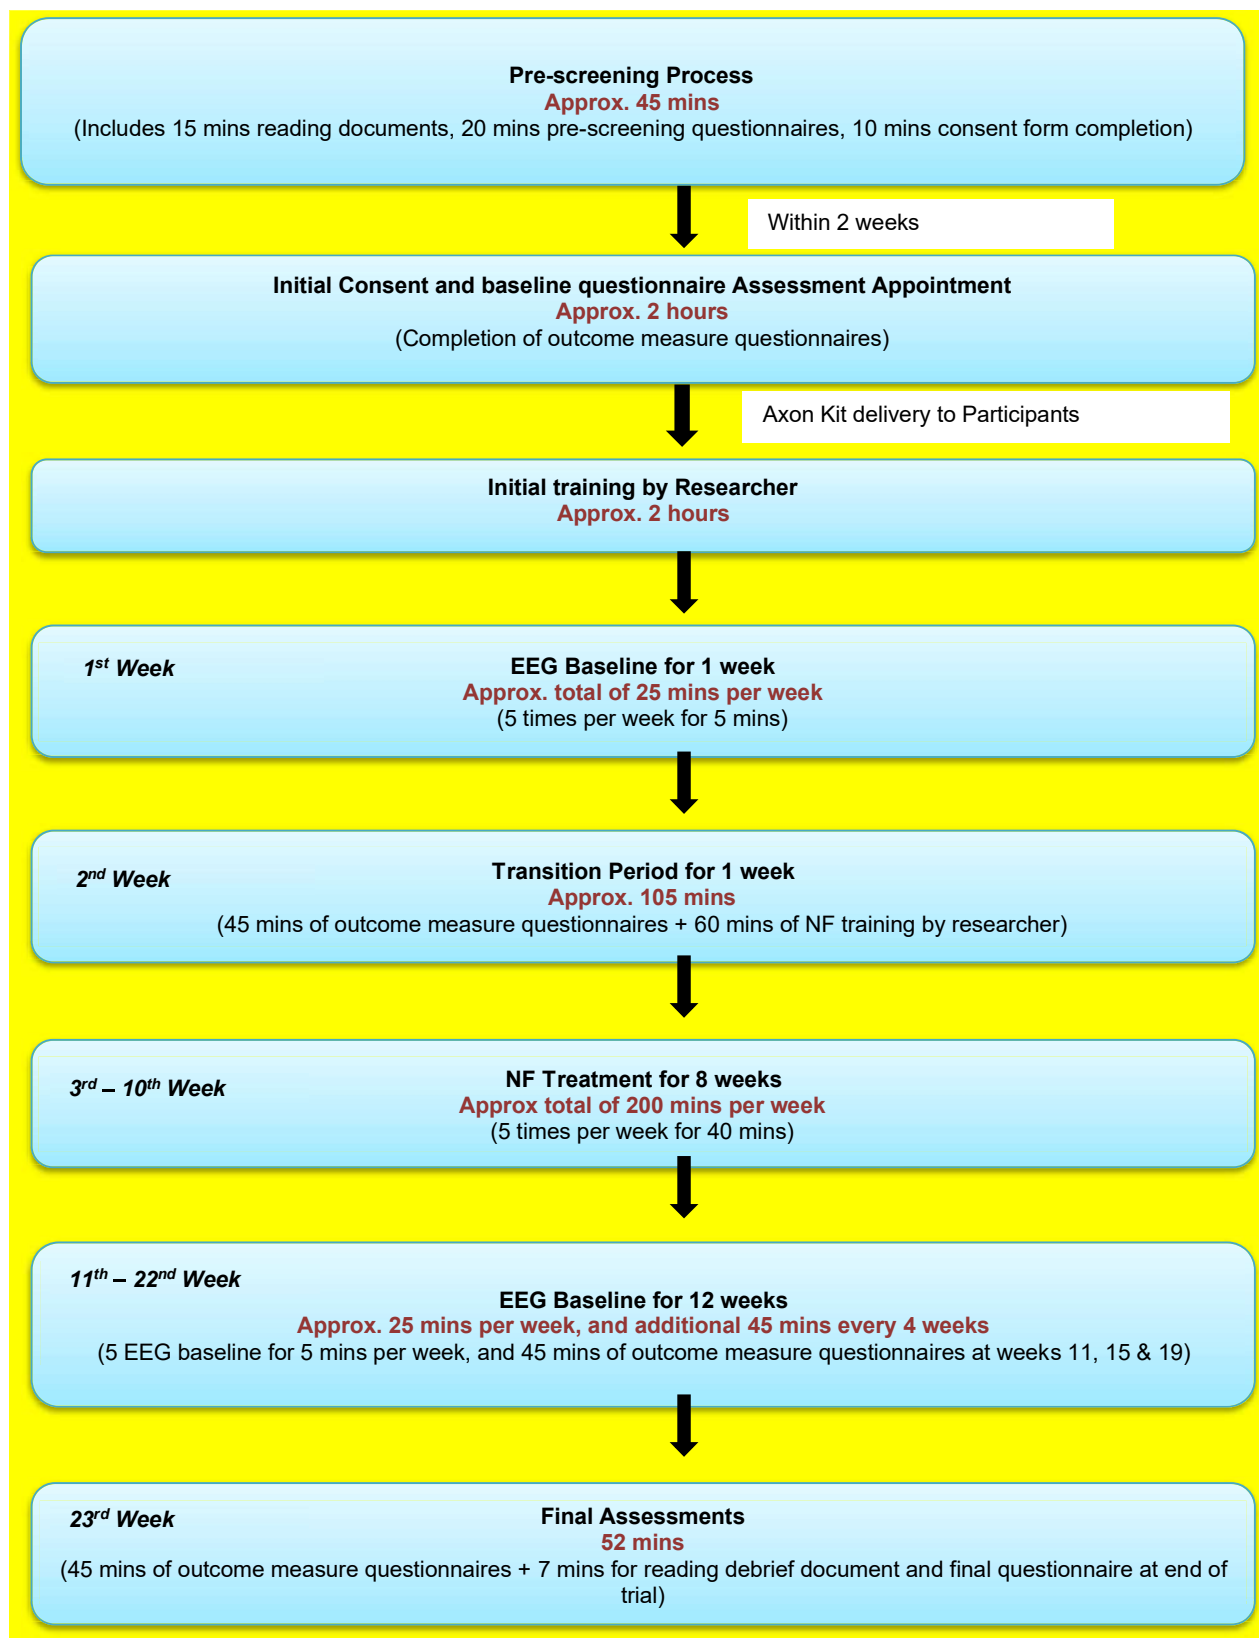 Pre-screening Process
Approx. 45 mins
(Includes 15 mins reading documents, 20 mins pre-screening questionnaires, 10 mins consent form completion)
Within 2 weeks
Initial Consent and baseline questionnaire Assessment Appointment
Approx. 2 hours
(Completion of outcome measure questionnaires)
Axon Kit delivery to Participants
Initial training by Researcher
Approx. 2 hours
1st Week
EEG Baseline for 1 week
Approx. total of 25 mins per week
(5 times per week for 5 mins)
2nd Week
Transition Period for 1 week
Approx. 105 mins
(45 mins of outcome measure questionnaires + 60 mins of NF training by researcher)
3rd – 10th Week
NF Treatment for 8 weeks
Approx total of 200 mins per week
(5 times per week for 40 mins)
11th – 22nd Week
EEG Baseline for 12 weeks
Approx. 25 mins per week, and additional 45 mins every 4 weeks
(5 EEG baseline for 5 mins per week, and 45 mins of outcome measure questionnaires at weeks 11, 15 & 19)
23rd Week
Final Assessments
52 mins
(45 mins of outcome measure questionnaires + 7 mins for reading debrief document and final questionnaire at end of
trial)